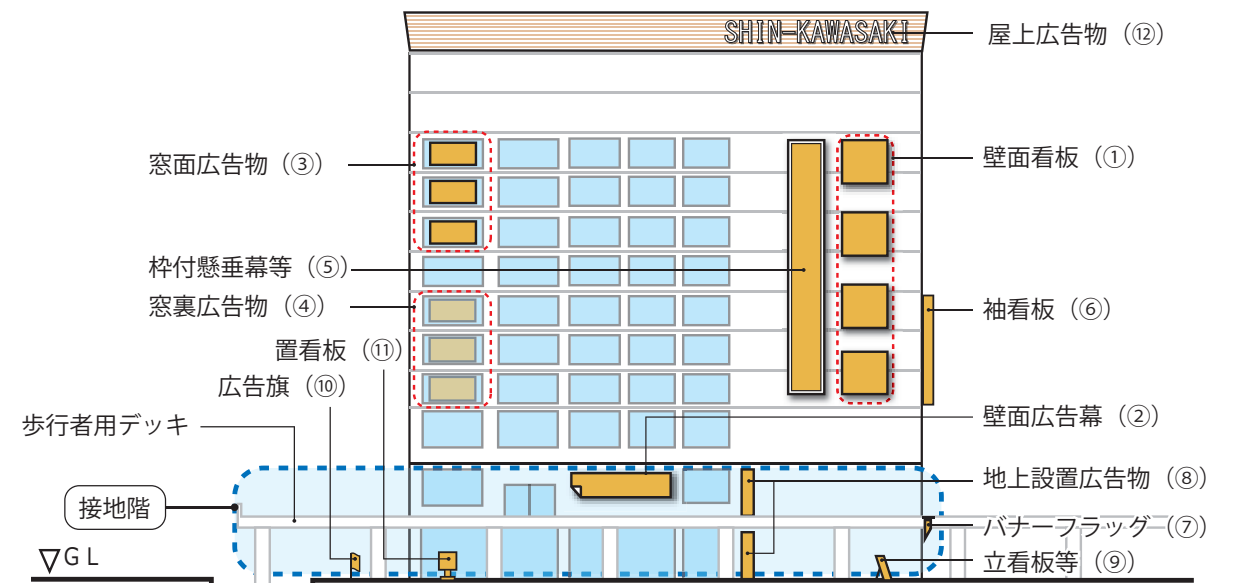 SHIN-KAWASAKI
屋上広告物（⑫）
窓面広告物（③）
壁面看板（①）
枠付懸垂幕等（⑤）
窓裏広告物（④）
袖看板（⑥）
置看板（⑪）
広告旗（⑩）
歩行者用デッキ
壁面広告幕（②）
地上設置広告物（⑧）
接地階
バナーフラッグ（⑦）
▽GL
立看板等（⑨）